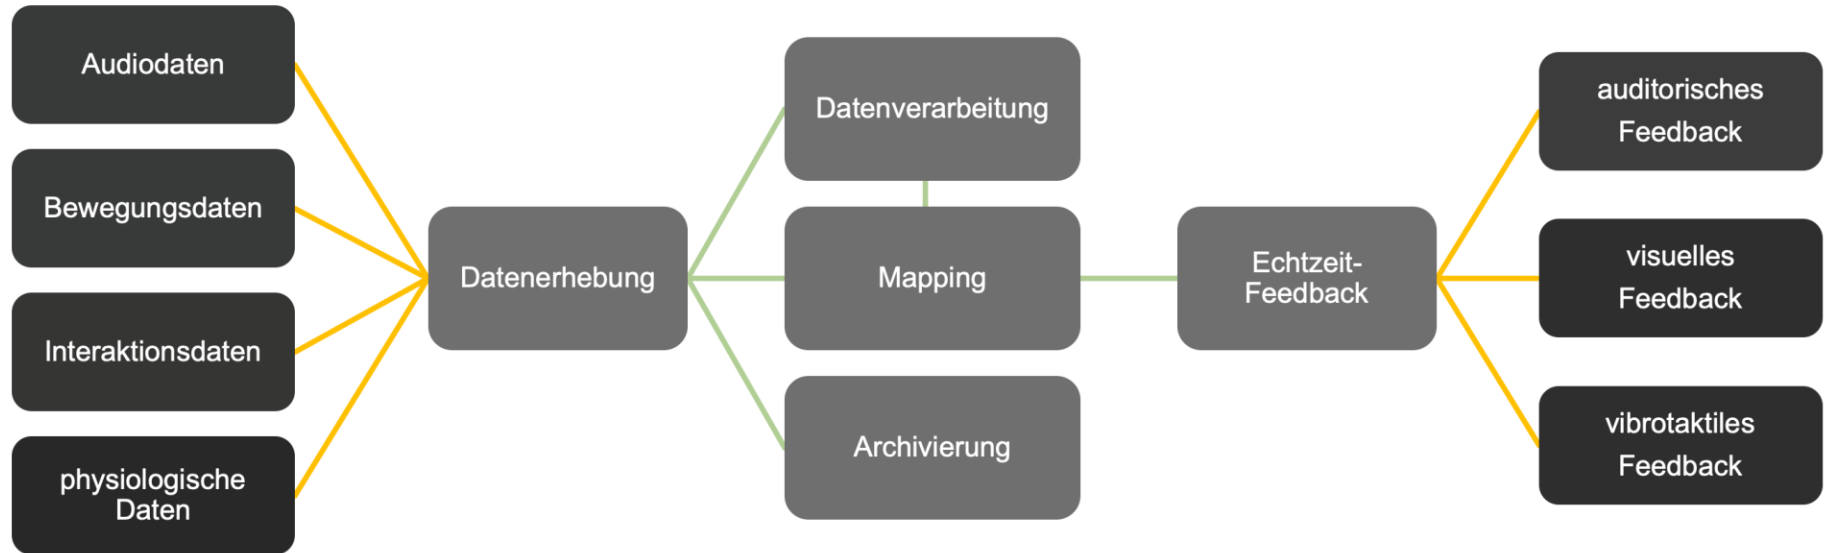 Audiodaten
Bewegungsdaten
Interaktionsdaten
physiologische
Daten
Datenerhebung
Datenverarbeitung
Mapping
Archivierung
Echtzeit-
Feedback
auditorisches
Feedback
visuelles
Feedback
vibrotaktiles
Feedback